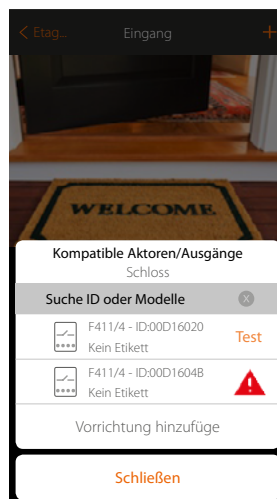 Etag... Eingang +
WELCOME
Kompatible Aktoren/Ausgänge
Schloss
Suche ID oder Modelle X
F411/4 - ID:00D16020
Kein Etikett
Test
F411/4 - ID:00D1604B
Kein Etikett
Vorrichtung hinzufüge
Schließen